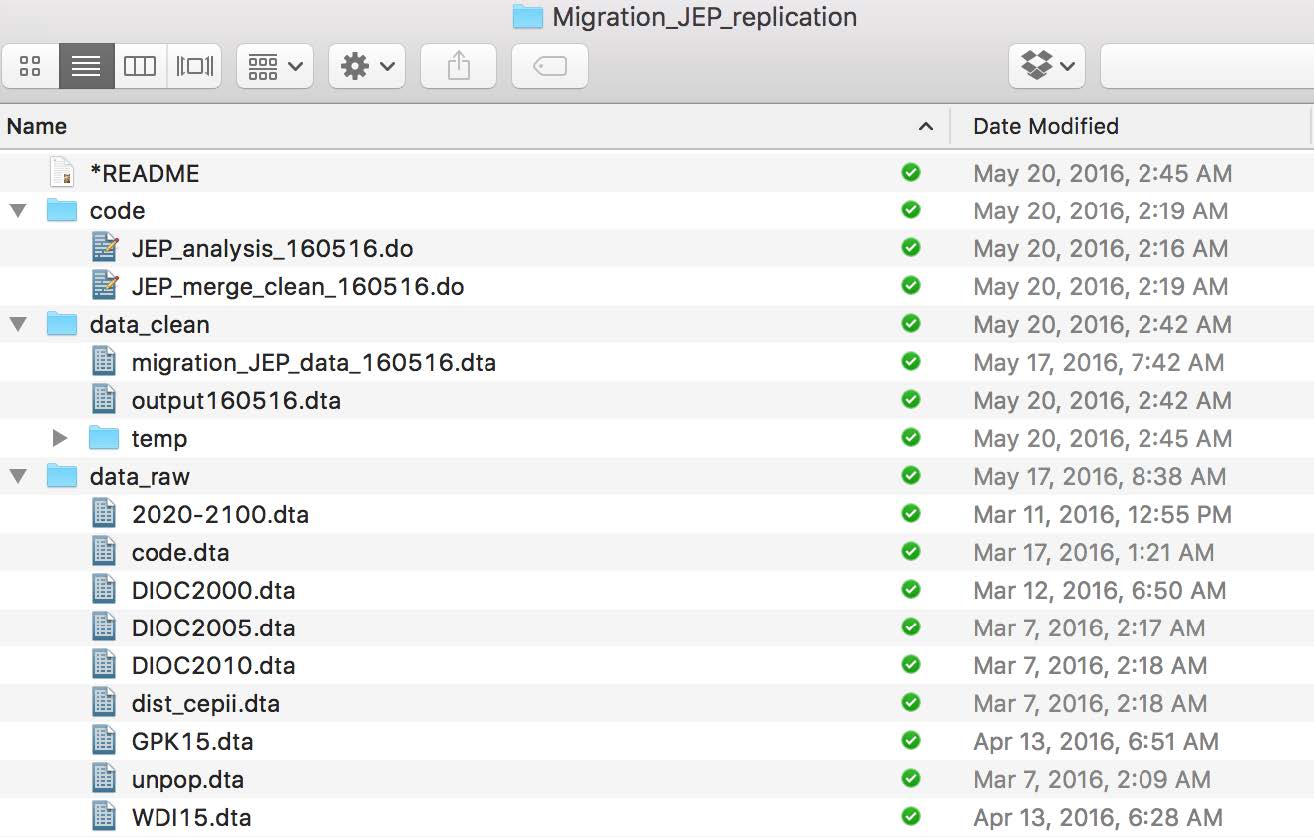 Migration_JEP_replication
Name Date Modified
*README May 20, 2016, 2:45 AM
code May 20, 2016, 2:19 AM
JEP_analysis_160516.do May 20, 2016, 2:16 AM
JEP_merge_clean_160516.do May 20, 2016, 2:19 AM
data_clean May 20, 2016, 2:42 AM
migration_JEP_data_160516.dta May 17, 2016, 7:42 AM
output160516.dta May 20, 2016, 2:42 AM
temp May 20, 2016, 2:45 AM
data_raw May 17, 2016, 8:38 AM
2020-2100.dta Mar 11, 2016, 12:55 PM
code.dta Mar 17, 2016, 1:21 AM
DIOC2000.dta Mar 12, 2016, 6:50 AM
DIOC2005.dta Mar 7, 2016, 2:17 AM
DIOC2010.dta Mar 7, 2016, 2:18 AM
dist_cepii.dta Mar 7, 2016, 2:18 AM
GPK15.dta Apr 13, 2016, 6:51 AM
unpop.dta Mar 7, 2016, 2:09 AM
WDI15.dta Apr 13, 2016, 6:28 AM